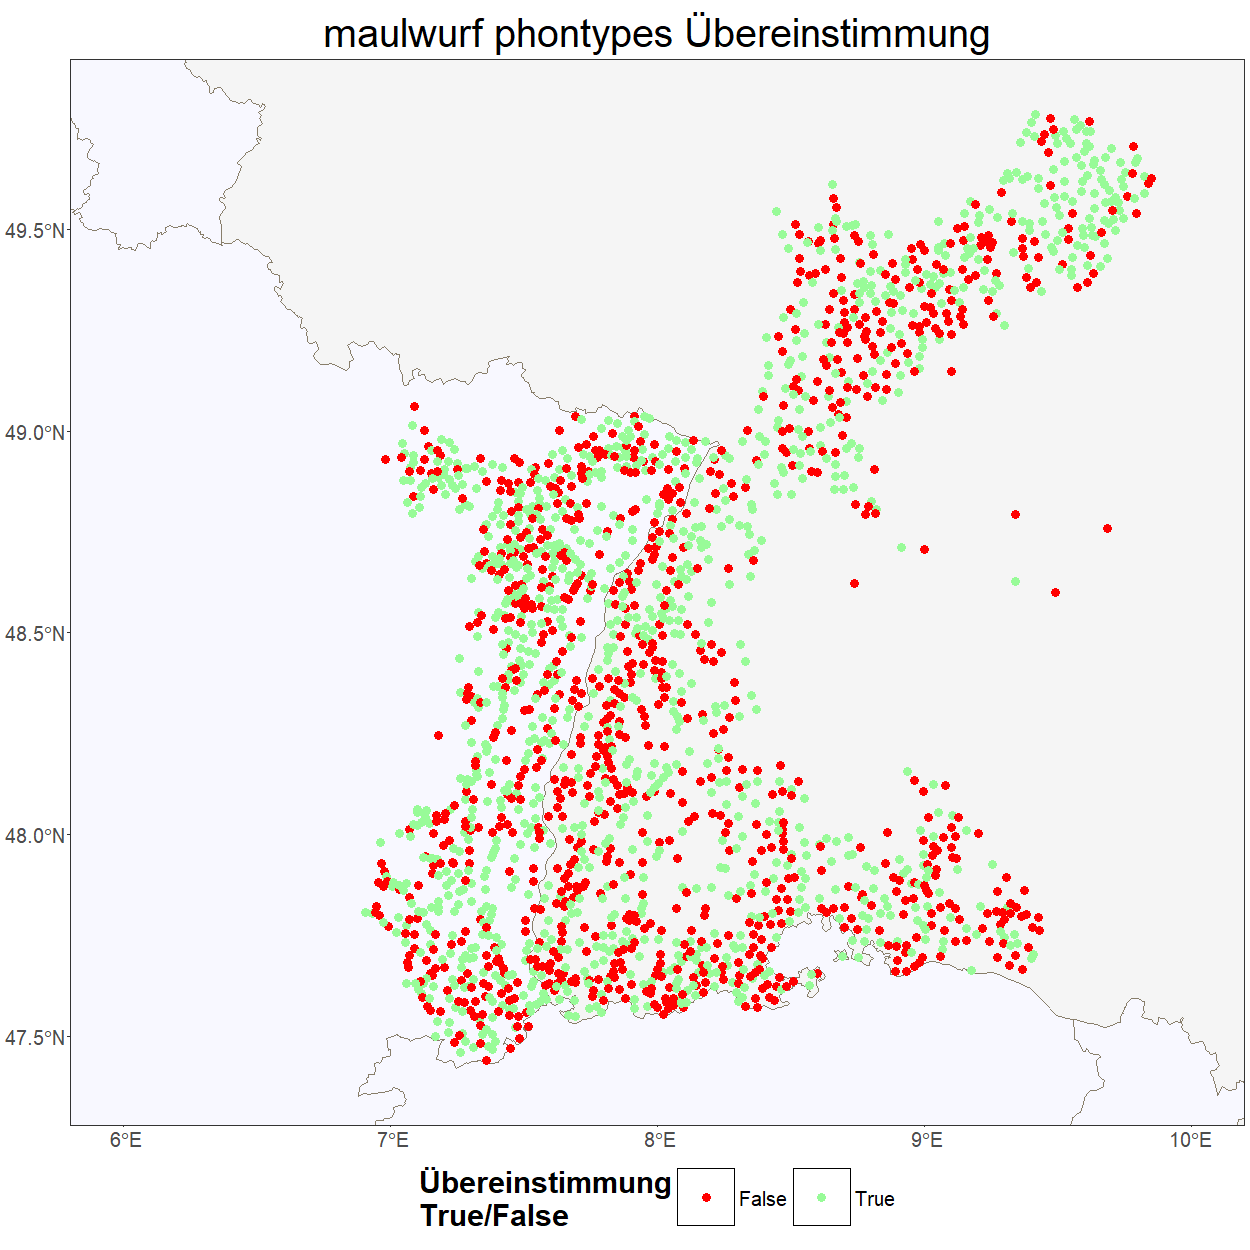 maulwurf phontypes Übereinstimmung
49.5°N
49.0°N
48.5°N
48.0°N
47.5°N
6°E
7°E
8°E
9°E
10°E
Übereinstimmung
True/False
False
True